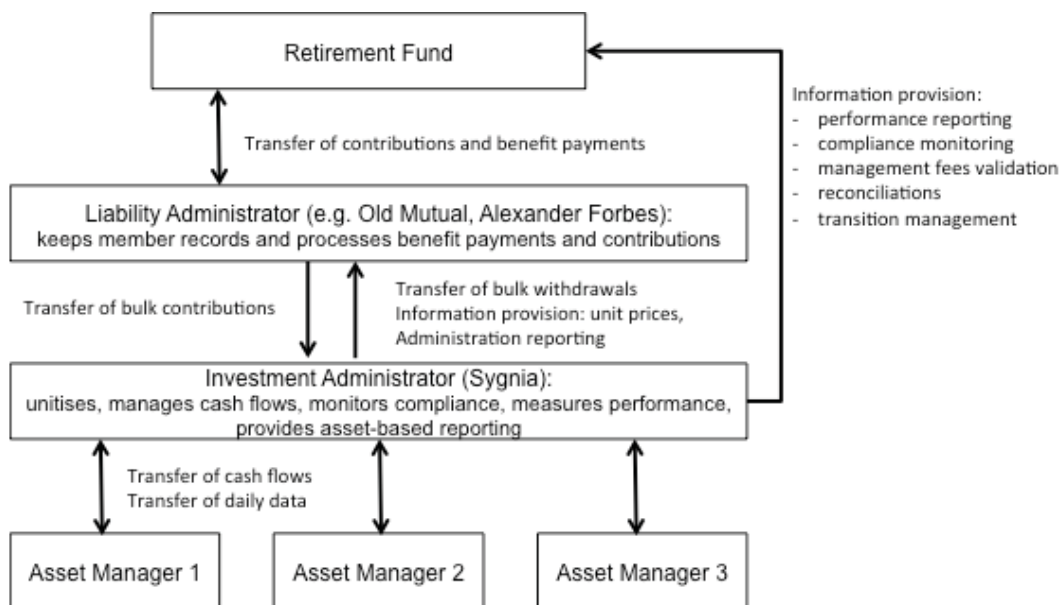 Retirement Fund
Information provision:
- performance reporting
- compliance monitoring
- management fees validation
- reconciliations
- transition management
Transfer of contributions and benefit payments
Liability Administrator (e.g. Old Mutual, Alexander Forbes):
keeps member records and processes benefit payments and contributions
Transfer of bulk contributions
Transfer of bulk withdrawals
Information provision: unit prices,
Administration reporting
Investment Administrator (Sygnia):
unitises, manages cash flows, monitors compliance, measures performance,
provides asset-based reporting
Transfer of cash flows
Transfer of daily data
Asset Manager 1
Asset Manager 2
Asset Manager 3